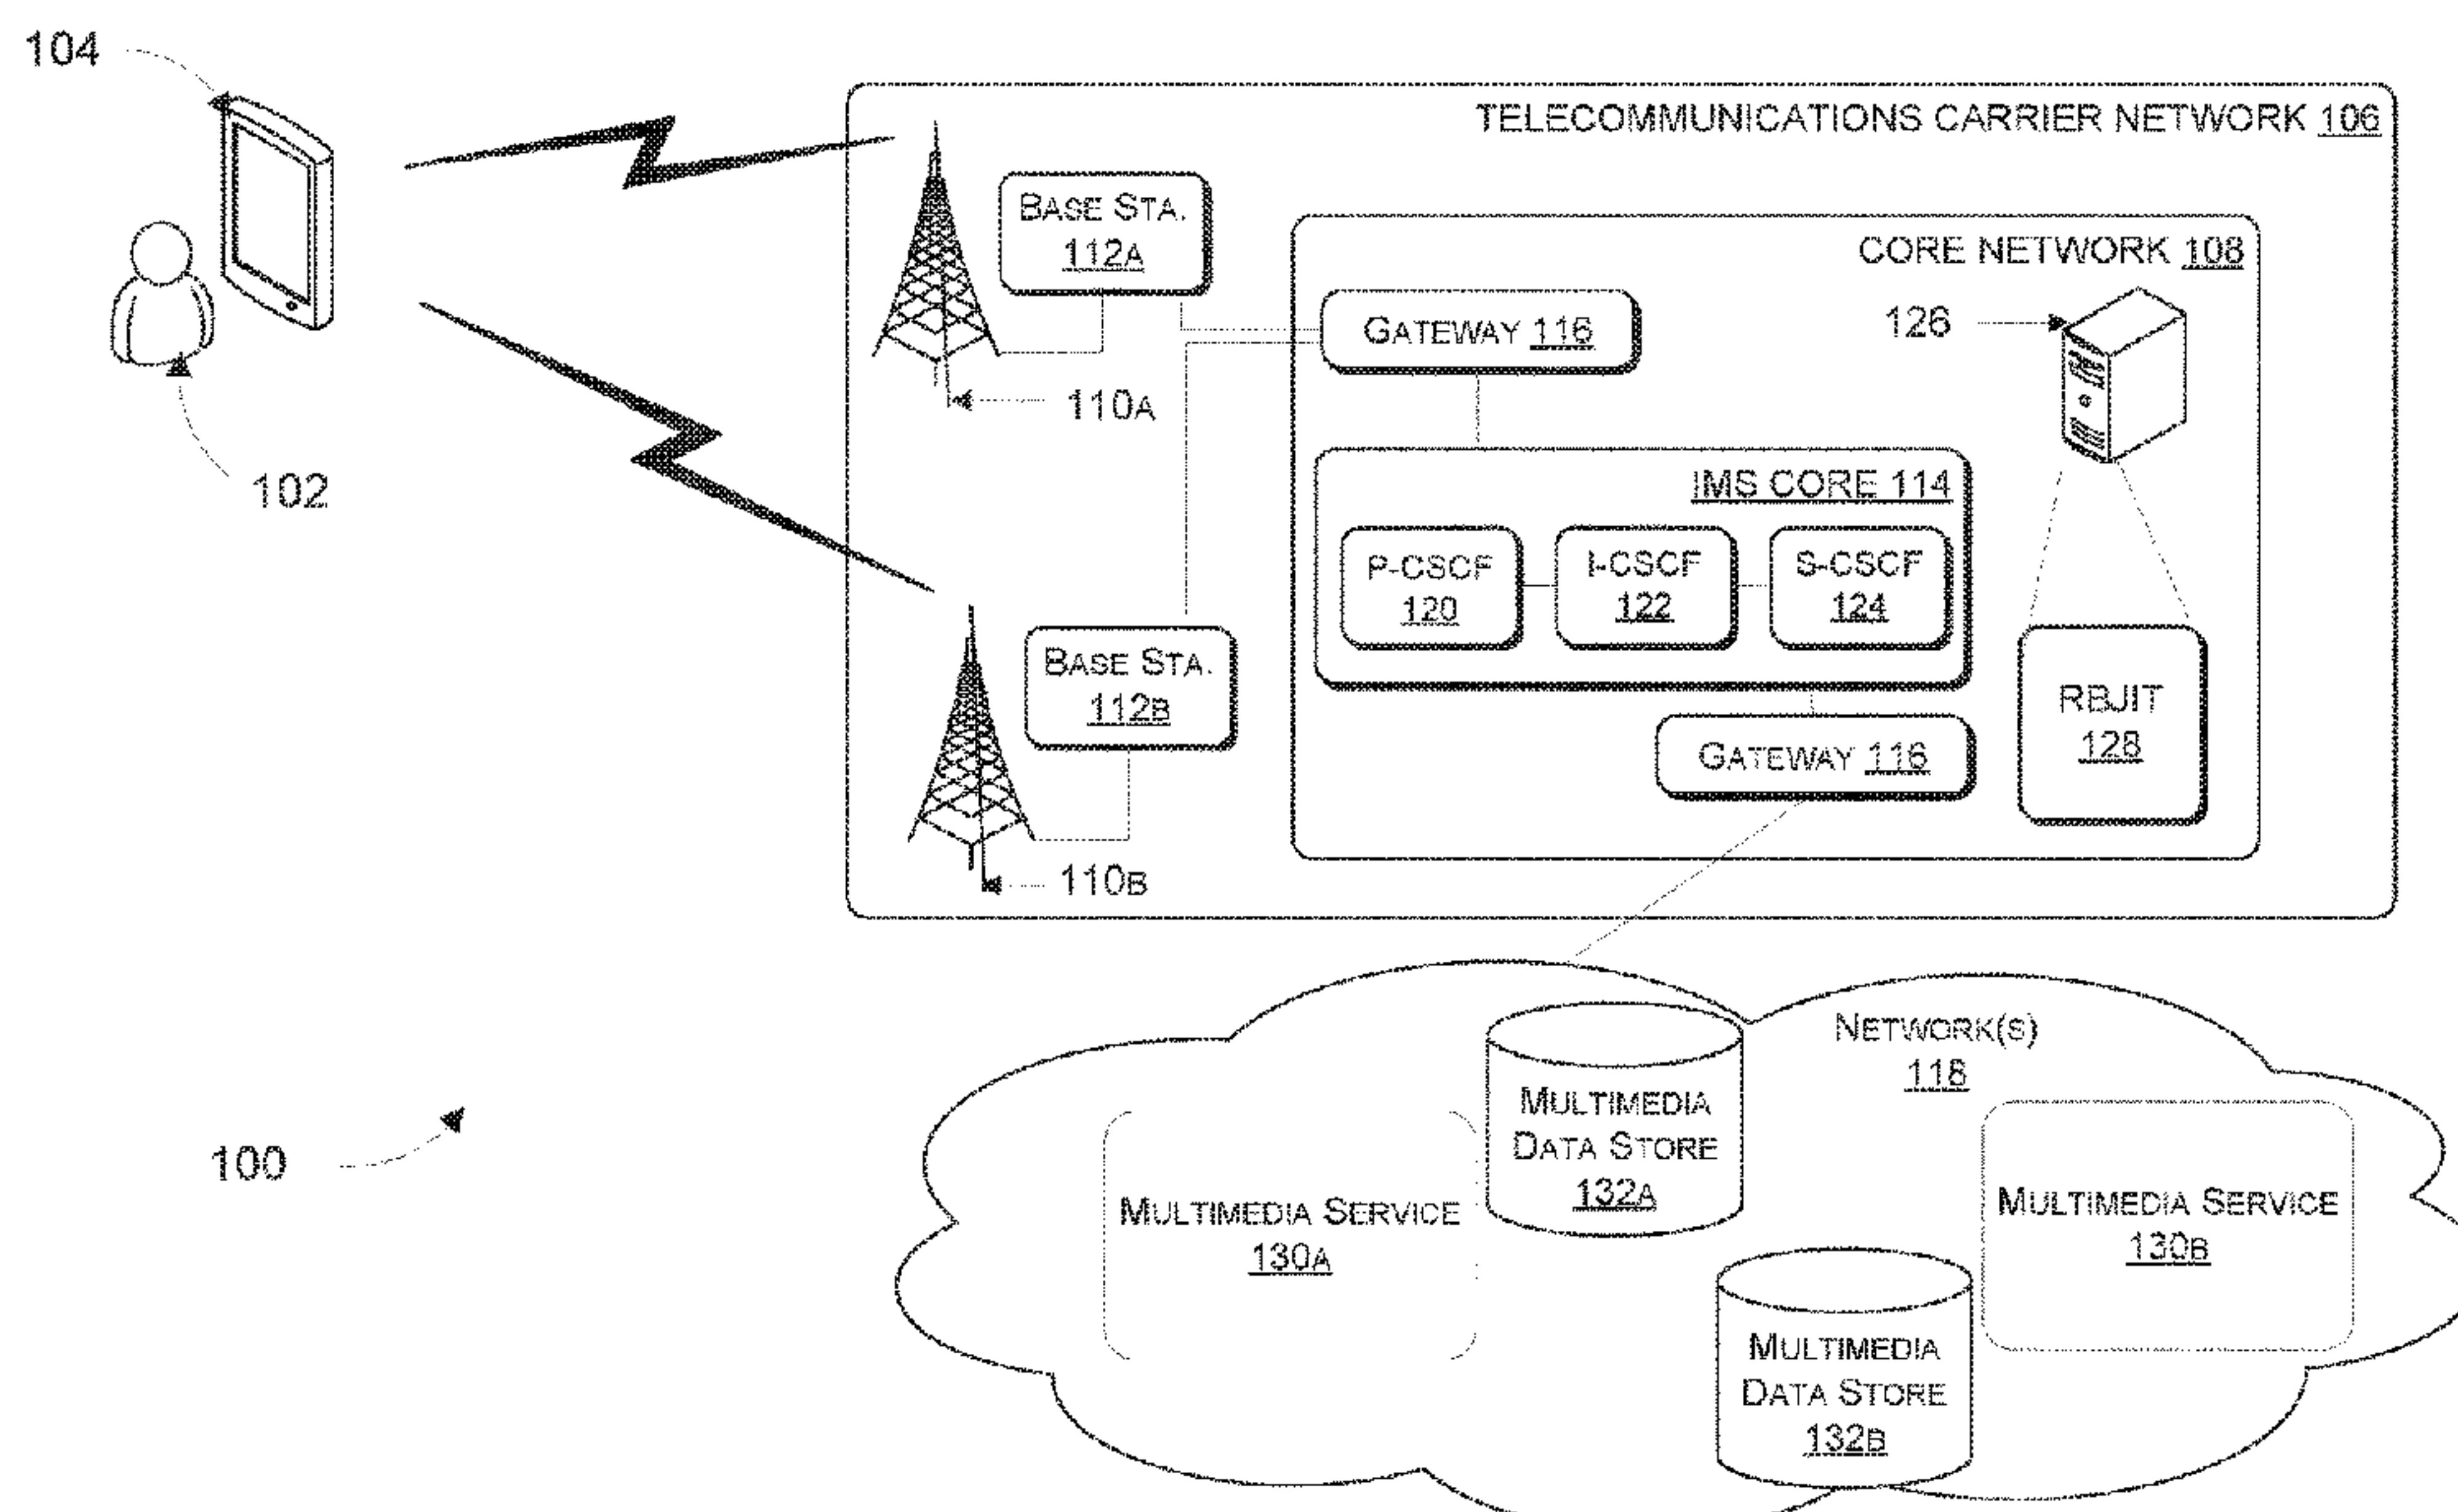 104
TELECOMMUNICATIONS CARRIER NETWORK 106
BASE STA.
112A
CORE NETWORK 108
GATEWAY 116
126
110A
IMS CORE 114
102
P-CSCF
120
I-CSCF
122
S-CSCF
124
BASE STA.
112B
RBJIT
128
GATEWAY 116
110B
NETWORK(S)
118
MULTIMEDIA
DATA STORE
132A
100
MULTIMEDIA SERVICE
130A
MULTIMEDIA SERVICE
130B
MULTIMEDIA
DATA STORE
132B